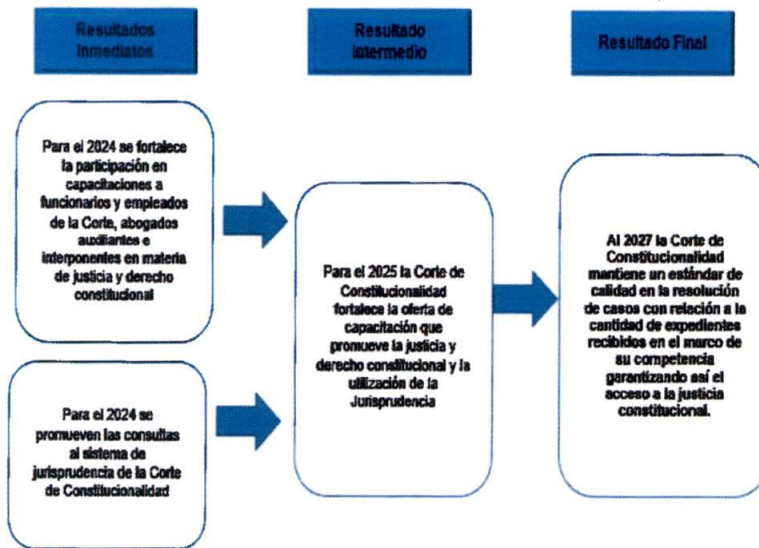 Resultados
Inmediatos
Resultado
Intermedio
Resultado Final
Para el 2024 se fortalece
la participación en
capacitaciones a
funcionarios y empleados
de la Corte, abogados
auxiliantes e
interponentes en materia
de justicia y derecho
constitucional
Para el 2024 se
promueven las consultas
al sistema de
jurisprudencia de la Corte
de Constitucionalidad
Para el 2025 la Corte de
Constitucionalidad
fortalece la oferta de
capacitación que
promueve la justicia y
derecho constitucional y la
utilización de la
Jurisprudencia
Al 2027 la Corte de
Constitucionalidad
mantiene un estándar de
calidad en la resolución
de casos con relación a la
cantidad de expedientes
recibidos en el marco de
su competencia
garantizando así el
acceso a la justicia
constitucional.